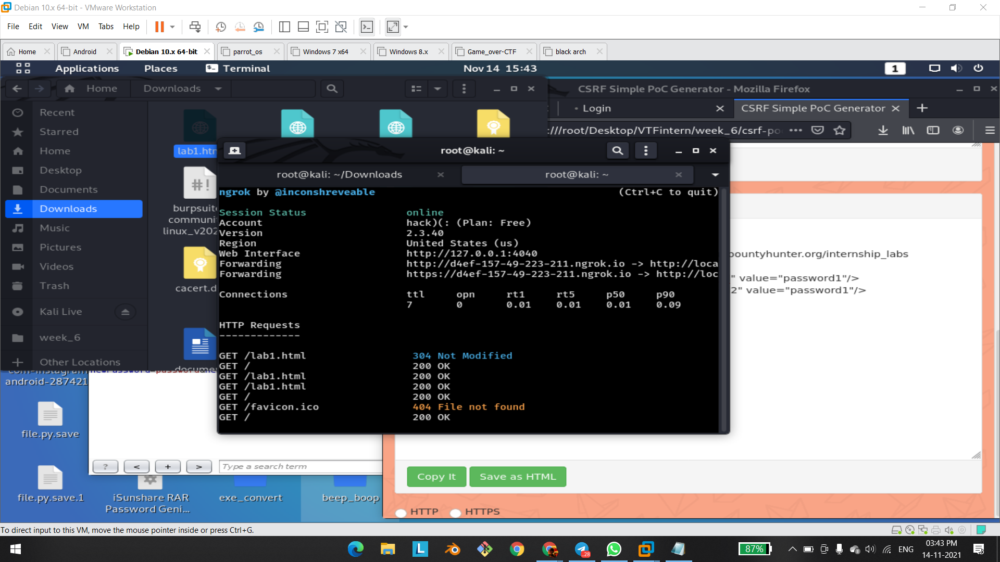 Debian 10.x 64-bit - VMware Workstation
File Edit View VM Tabs Help
Home Android Debian 10.x 64-bit parrot_os Windows 7 x64 Windows 8.x Game_over-CTF black arch
Applications Places Terminal Nov 14 15:43 1
Home Downloads
CSRF Simple PoC Generator - Mozilla Firefox
Login CSRF Simple PoC Generator
:///root/Desktop/VTFintern/week_6/csrf-po
Recent
Starred
Home
Desktop
Documents
Downloads
Music
Pictures
Videos
Trash
Kali Live
week_6
Other Locations
lab1.htm
burpsuite
communi
linux_v202
cacert.d
docume
root@kali: ~
root@kali: ~/Downloads root@kali: ~
ngrok by @inconshreveable (Ctrl+C to quit)
Session Status online
Account hack)(: (Plan: Free)
Version 2.3.40
Region United States (us)
Web Interface http://127.0.0.1:4040
Forwarding http://d4ef-157-49-223-211.ngrok.io -> http://loca
Forwarding https://d4ef-157-49-223-211.ngrok.io -> http://loc
Connections ttl opn rt1 rt5 p50 p90
7 0 0.01 0.01 0.01 0.09
HTTP Requests
-------------
GET /lab1.html 304 Not Modified
GET / 200 OK
GET /lab1.html 200 OK
GET /lab1.html 200 OK
GET / 200 OK
GET /favicon.ico 404 File not found
GET / 200 OK
bountyhunter.org/internship_labs
" value="password1"/>
2" value="password1"/>
android-287421
file.py.save
file.py.save.1
? < + > Type a search term
iSunshare RAR
Password Geni...
exe_convert
beep_boop
Copy It Save as HTML
HTTP HTTPS
To direct input to this VM, move the mouse pointer inside or press Ctrl+G.
L ..28 87% ENG 03:43 PM
14-11-2021